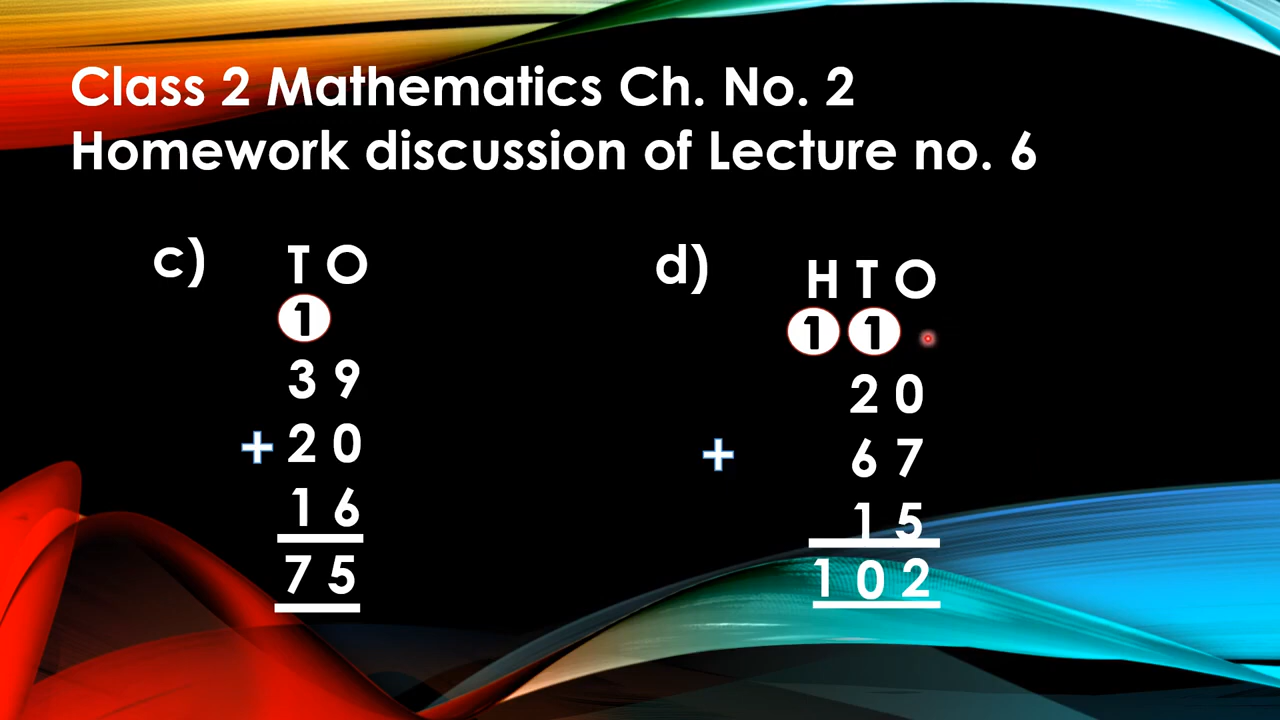 Class 2 Mathematics Ch. No. 2
Homework discussion of Lecture no. 6
c)
T O
1
3 9
+ 2 0
1 6
7 5
d)
H T O
1 1
2 0
+ 6 7
1 5
1 0 2